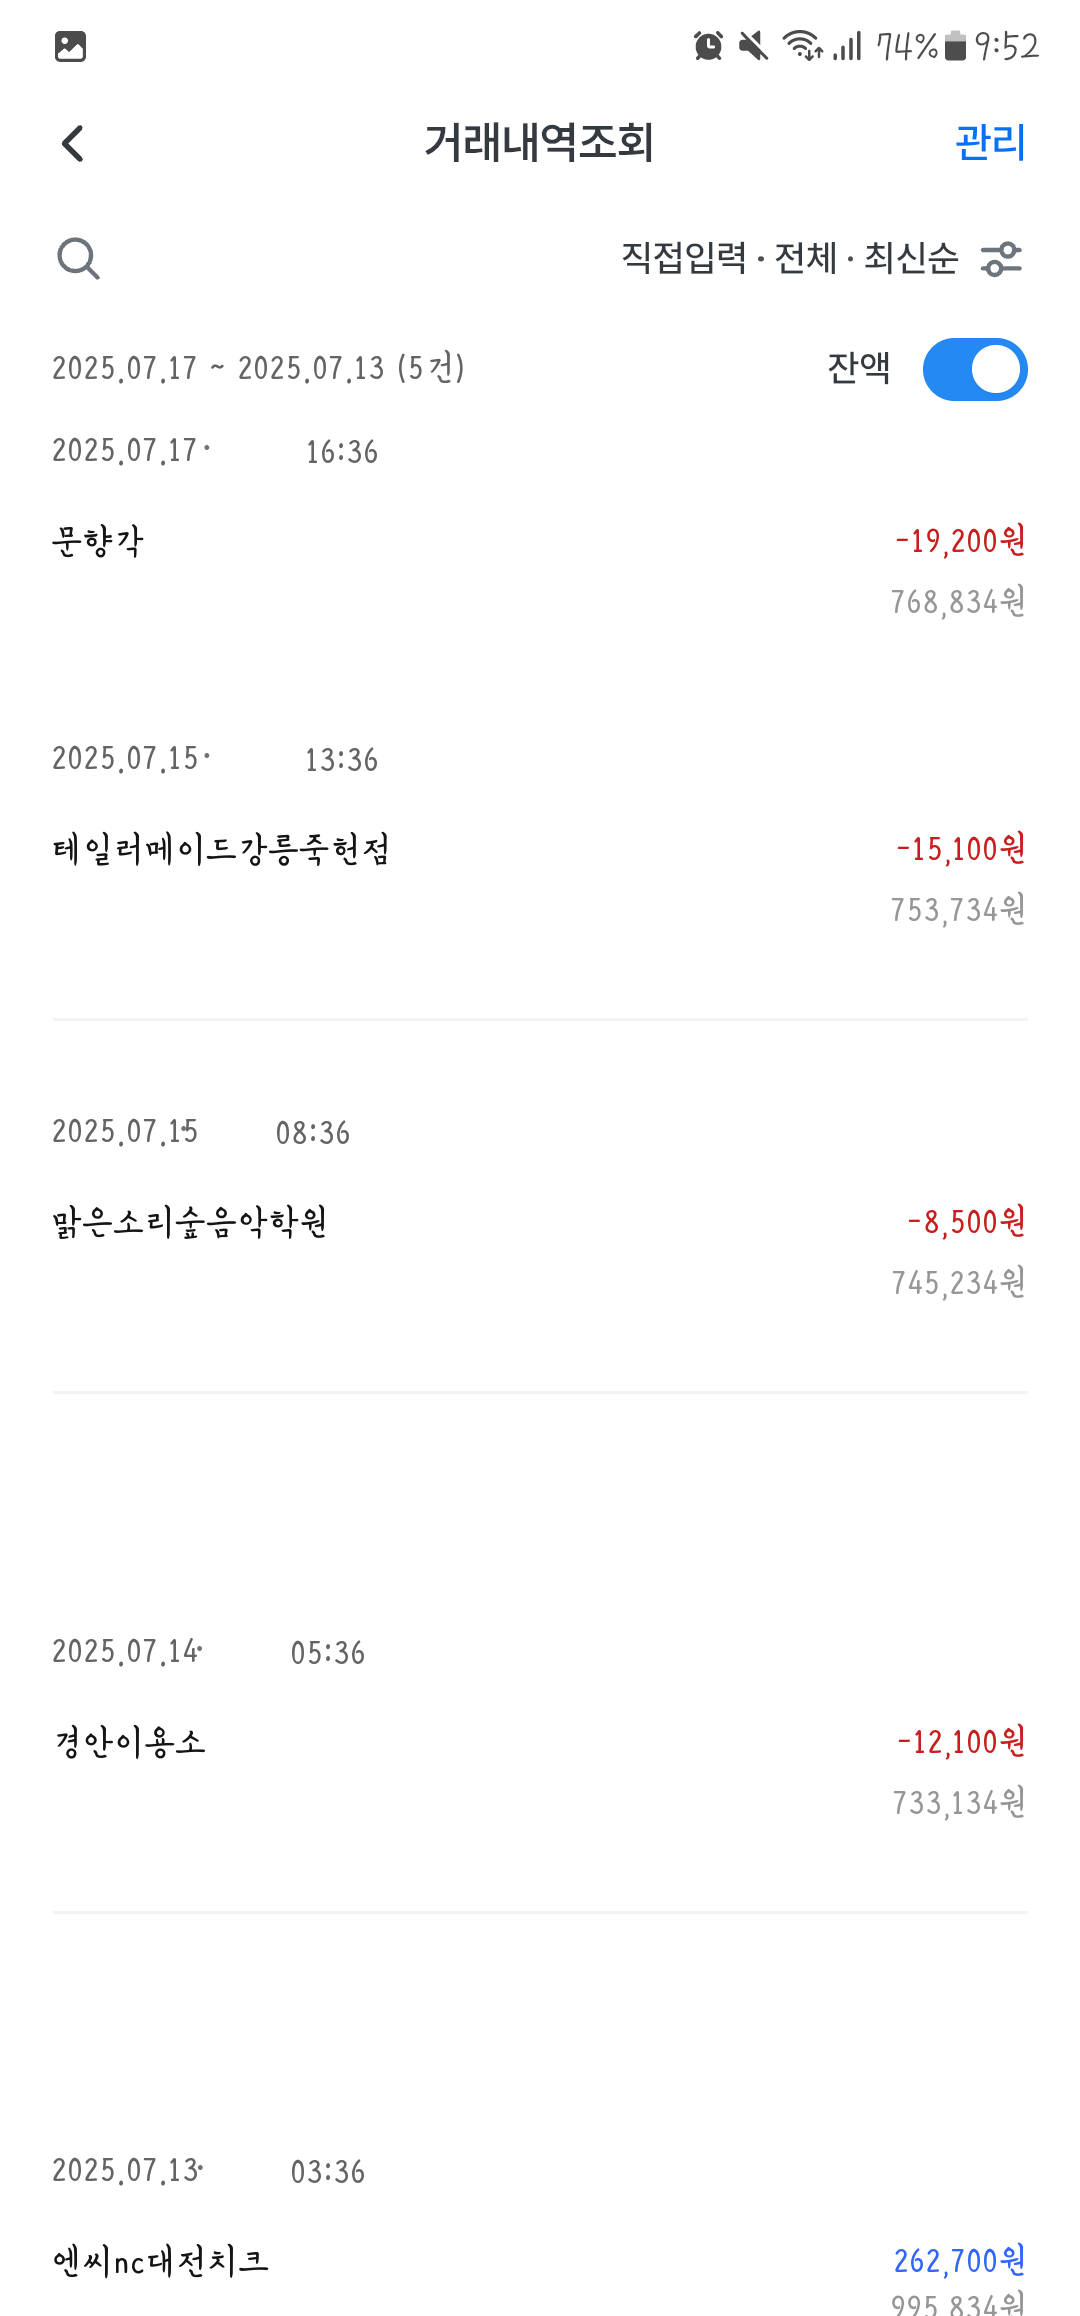 74% 9:52
거래내역조회 관리
직접입력 · 전체 · 최신순
2025.07.17 ~ 2025.07.13 (5건) 잔액
2025.07.17 · 16:36
문향각 -19,200원
768,834원
2025.07.15 · 13:36
테일러메이드강릉죽헌점 -15,100원
753,734원
2025.07.15 · 08:36
맑은소리숲음악학원 -8,500원
745,234원
2025.07.14 · 05:36
경안이용소 -12,100원
733,134원
2025.07.13 · 03:36
엔씨nc대전치크 262,700원
995,834원